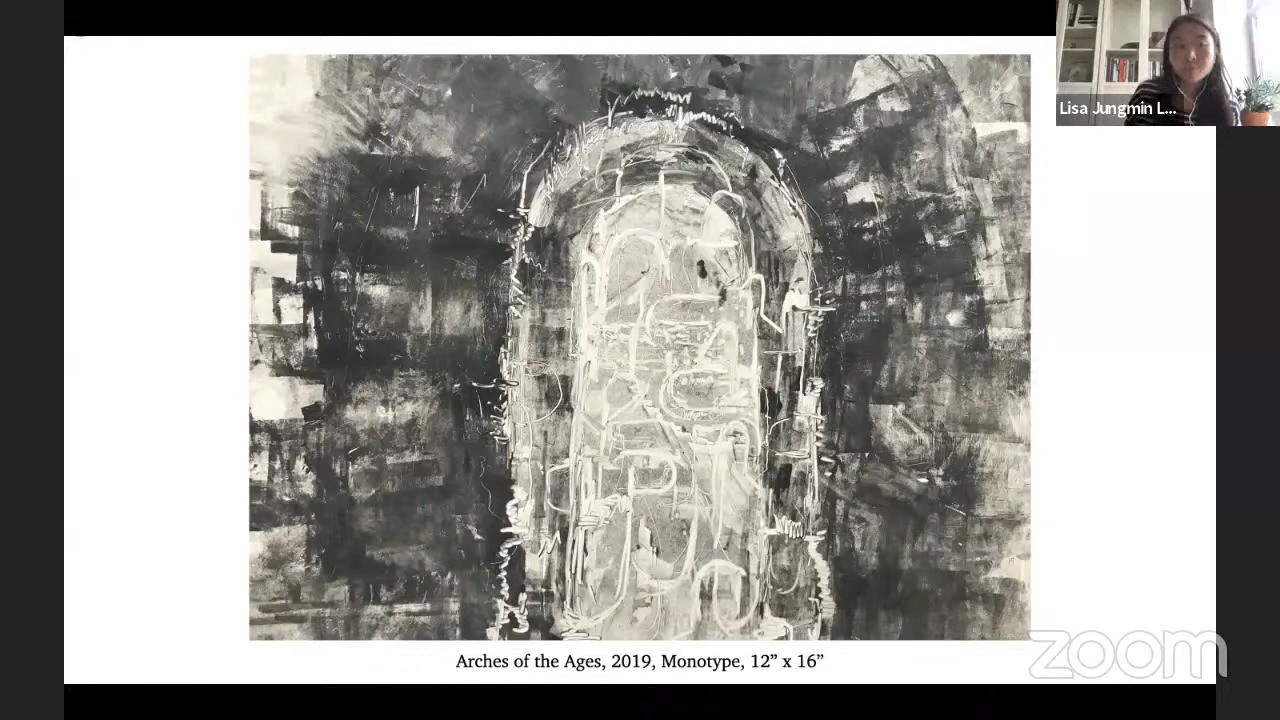 Lisa Jungmin L...
Arches of the Ages, 2019, Monotype, 12” x 16”
zoom